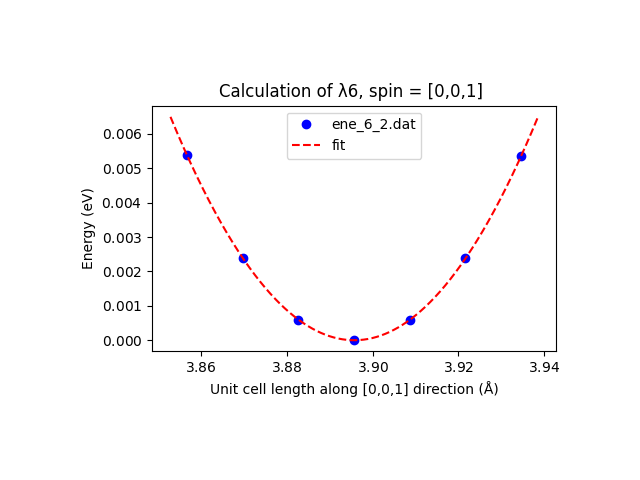 Calculation of λ6, spin = [0,0,1]
ene_6_2.dat
fit
Energy (eV)
0.006
0.005
0.004
0.003
0.002
0.001
0.000
3.86 3.88 3.90 3.92 3.94
Unit cell length along [0,0,1] direction (Å)